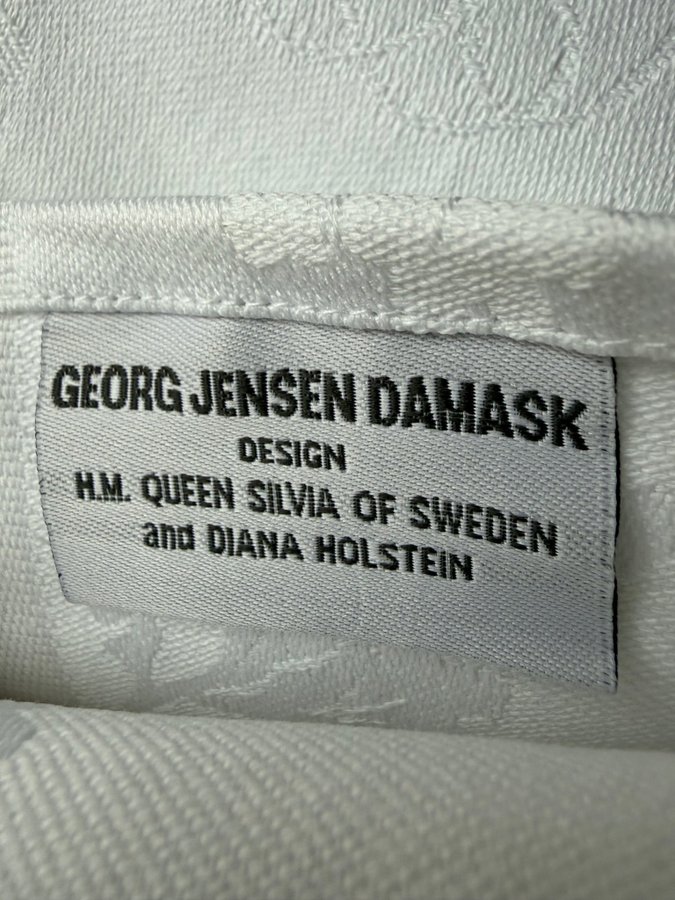 GEORG JENSEN DAMASK
DESIGN
H.M. QUEEN SILVIA OF SWEDEN
and DIANA HOLSTEIN